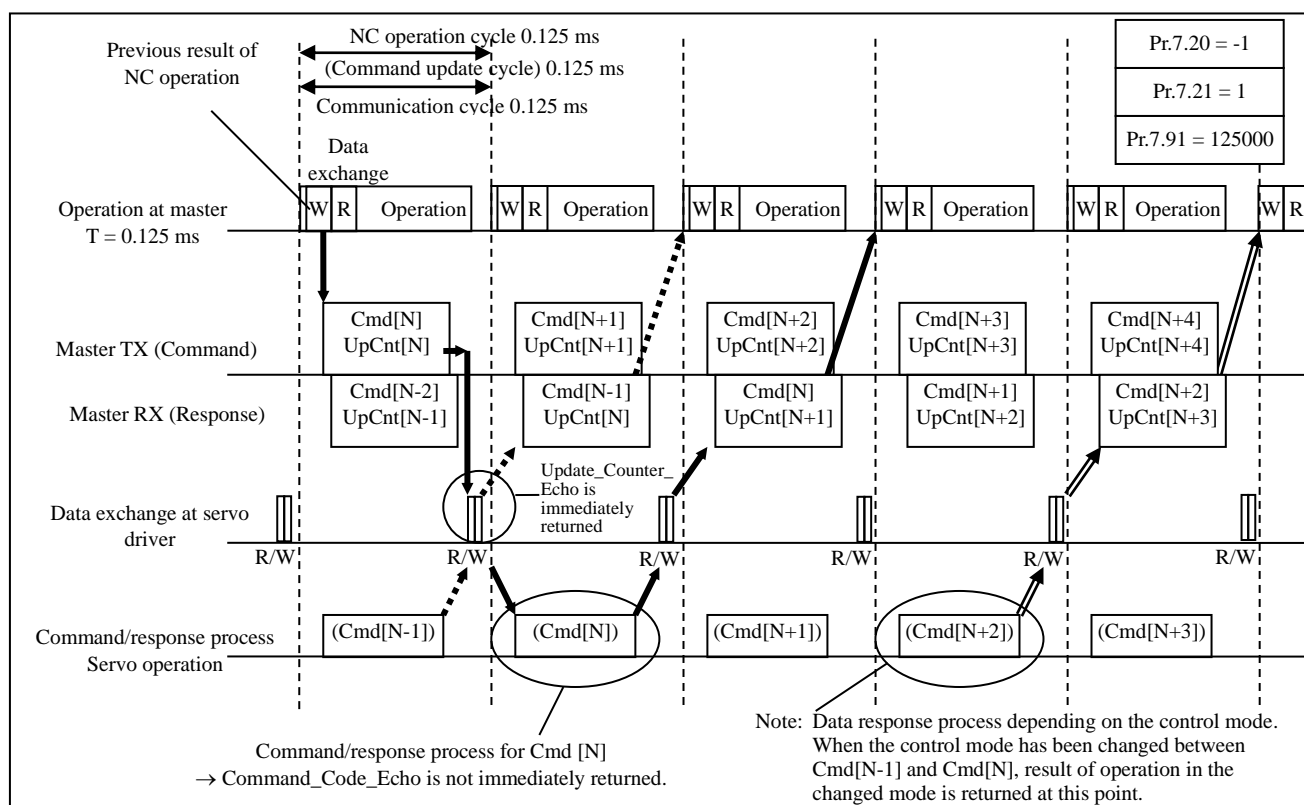 NC operation cycle 0.125 ms
(Command update cycle) 0.125 ms
Communication cycle 0.125 ms
Previous result of
NC operation
Pr.7.20 = -1
Pr.7.21 = 1
Pr.7.91 = 125000
Data
exchange
Operation at master
T = 0.125 ms
W R Operation
W R Operation
W R Operation
W R Operation
W R Operation
W R
Master TX (Command)
Cmd[N]
UpCnt[N]
Cmd[N+1]
UpCnt[N+1]
Cmd[N+2]
UpCnt[N+2]
Cmd[N+3]
UpCnt[N+3]
Cmd[N+4]
UpCnt[N+4]
Master RX (Response)
Cmd[N-2]
UpCnt[N-1]
Cmd[N-1]
UpCnt[N]
Cmd[N]
UpCnt[N+1]
Cmd[N+1]
UpCnt[N+2]
Cmd[N+2]
UpCnt[N+3]
Update_Counter_
Echo is
immediately
returned
Data exchange at servo
driver
R/W
R/W
R/W
R/W
R/W
R/W
Command/response process
Servo operation
(Cmd[N-1])
(Cmd[N])
(Cmd[N+1])
(Cmd[N+2])
(Cmd[N+3])
Command/response process for Cmd [N]
→ Command_Code_Echo is not immediately returned.
Note: Data response process depending on the control mode.
When the control mode has been changed between
Cmd[N-1] and Cmd[N], result of operation in the
changed mode is returned at this point.